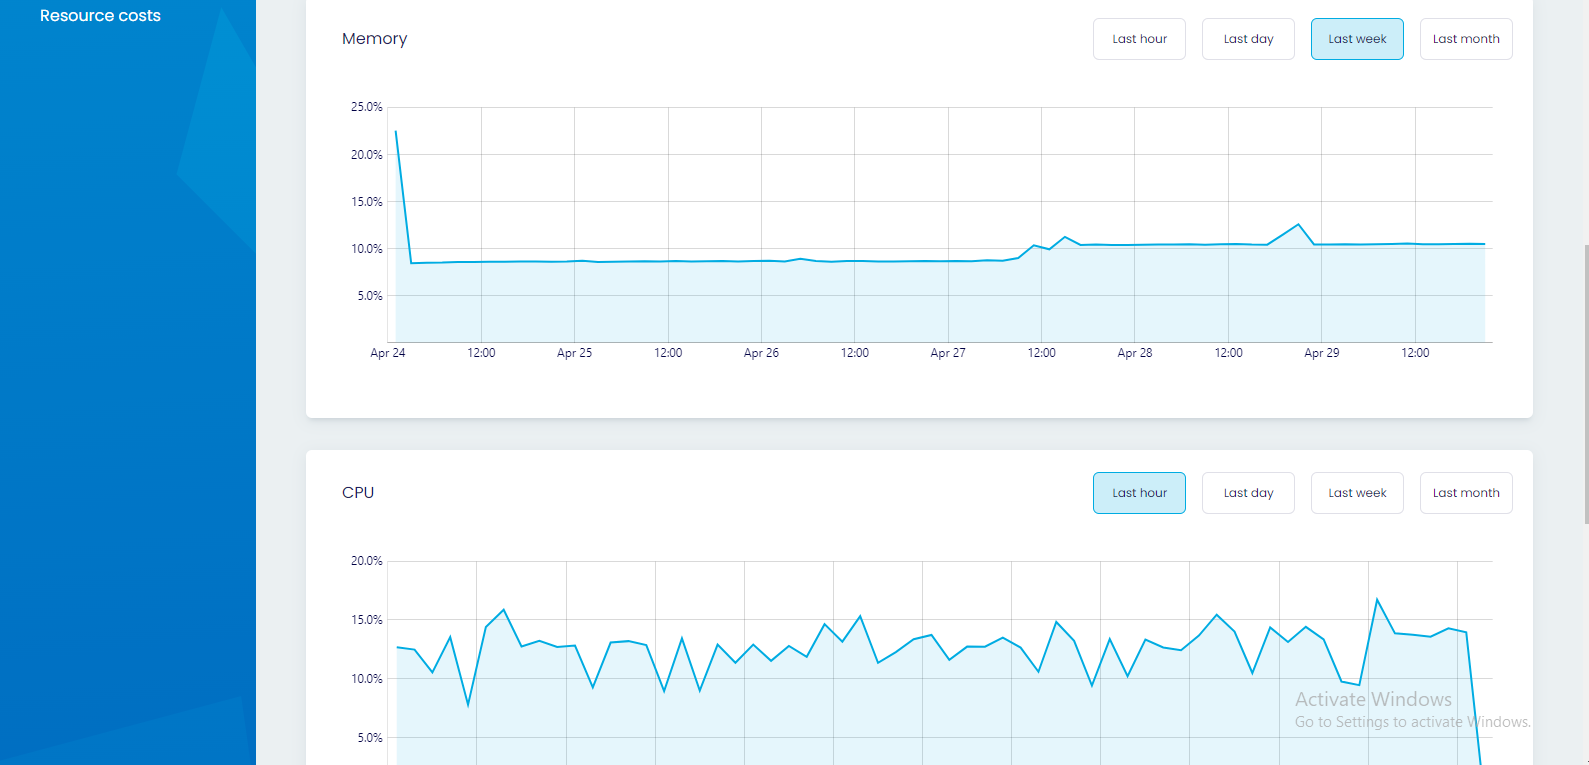 Resource costs
Memory
Last hour Last day Last week Last month
25.0%
20.0%
15.0%
10.0%
5.0%
Apr 24 12:00 Apr 25 12:00 Apr 26 12:00 Apr 27 12:00 Apr 28 12:00 Apr 29 12:00
CPU
Last hour Last day Last week Last month
20.0%
15.0%
10.0%
5.0%
Activate Windows
Go to Settings to activate Windows.